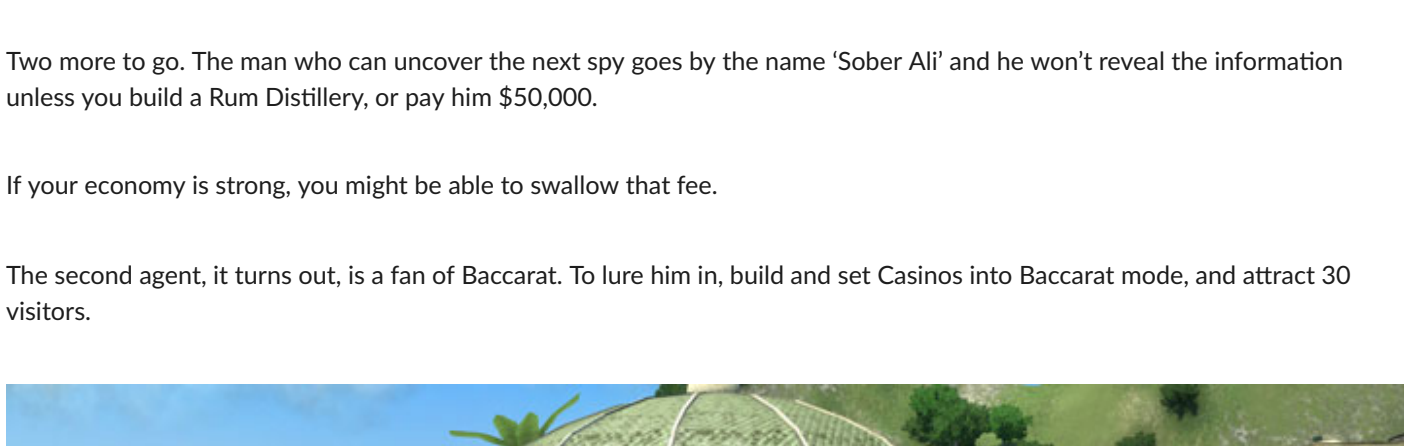 Two more to go. The man who can uncover the next spy goes by the name ‘Sober Ali’ and he won’t reveal the information
unless you build a Rum Distillery, or pay him $50,000.
If your economy is strong, you might be able to swallow that fee.
The second agent, it turns out, is a fan of Baccarat. To lure him in, build and set Casinos into Baccarat mode, and attract 30
visitors.